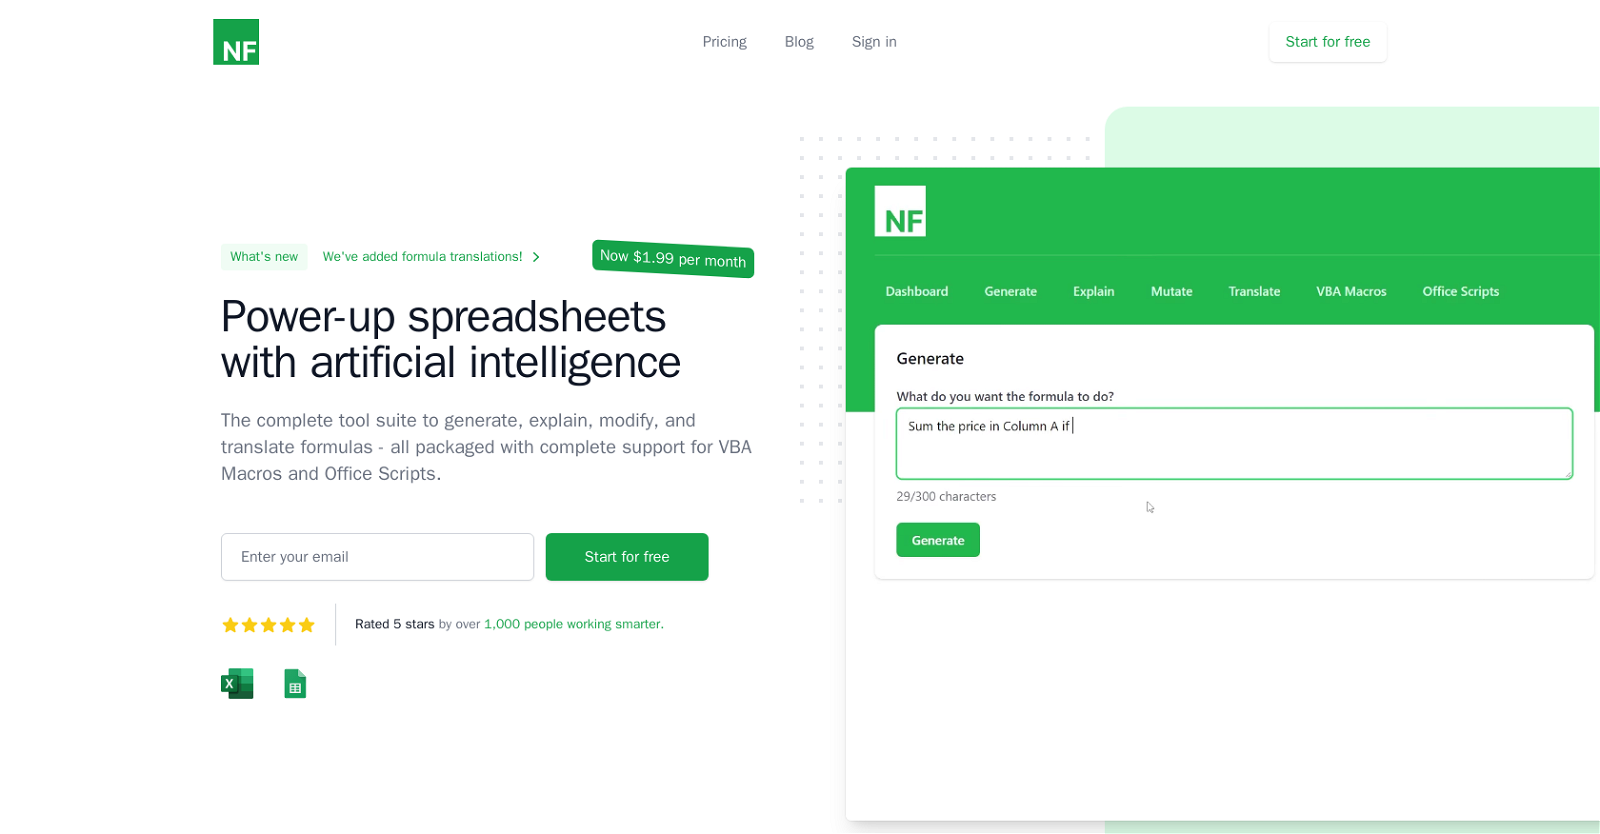 NF
Pricing
Blog
Sign in
Start for free
What's new
We've added formula translations!
Now $1.99 per month
Power-up spreadsheets
with artificial intelligence
The complete tool suite to generate, explain, modify, and
translate formulas - all packaged with complete support for VBA
Macros and Office Scripts.
Enter your email
Start for free
Rated 5 stars by over 1,000 people working smarter.
X
NF
Dashboard
Generate
Explain
Mutate
Translate
VBA Macros
Office Scripts
Generate
What do you want the formula to do?
Sum the price in Column A if
29/300 characters
Generate